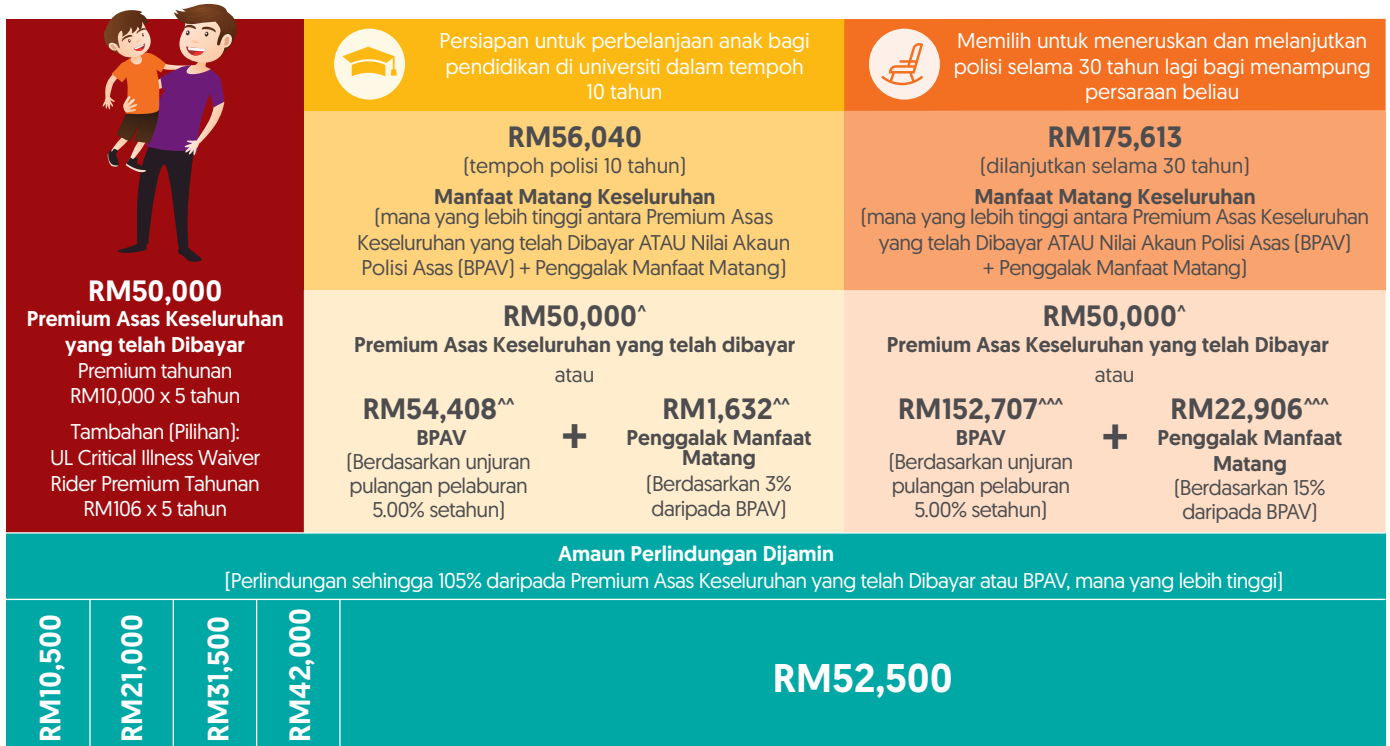 Persiapan untuk perbelanjaan anak bagi
pendidikan di universiti dalam tempoh
10 tahun
Memilih untuk meneruskan dan melanjutkan
polisi selama 30 tahun lagi bagi menampung
persaraan beliau
RM50,000
Premium Asas Keseluruhan
yang telah Dibayar
Premium tahunan
RM10,000 x 5 tahun
Tambahan (Pilihan):
UL Critical Illness Waiver
Rider Premium Tahunan
RM106 x 5 tahun
RM56,040
(tempoh polisi 10 tahun)
Manfaat Matang Keseluruhan
(mana yang lebih tinggi antara Premium Asas
Keseluruhan yang telah Dibayar ATAU Nilai Akaun
Polisi Asas (BPAV) + Penggalak Manfaat Matang)
RM50,000^
Premium Asas Keseluruhan yang telah dibayar
atau
RM54,408^^
BPAV
(Berdasarkan unjuran
pulangan pelaburan
5.00% setahun)
+
RM1,632^^
Penggalak Manfaat
Matang
(Berdasarkan 3%
daripada BPAV)
RM175,613
(dilanjutkan selama 30 tahun)
Manfaat Matang Keseluruhan
(mana yang lebih tinggi antara Premium Asas Keseluruhan
yang telah Dibayar ATAU Nilai Akaun Polisi Asas (BPAV)
+ Penggalak Manfaat Matang)
RM50,000^
Premium Asas Keseluruhan yang telah Dibayar
atau
RM152,707^^^
BPAV
(Berdasarkan unjuran
pulangan pelaburan
5.00% setahun)
+
RM22,906^^^
Penggalak Manfaat
Matang
(Berdasarkan 15%
daripada BPAV)
Amaun Perlindungan Dijamin
[Perlindungan sehingga 105% daripada Premium Asas Keseluruhan yang telah Dibayar atau BPAV, mana yang lebih tinggi]
RM10,500
RM21,000
RM31,500
RM42,000
RM52,500